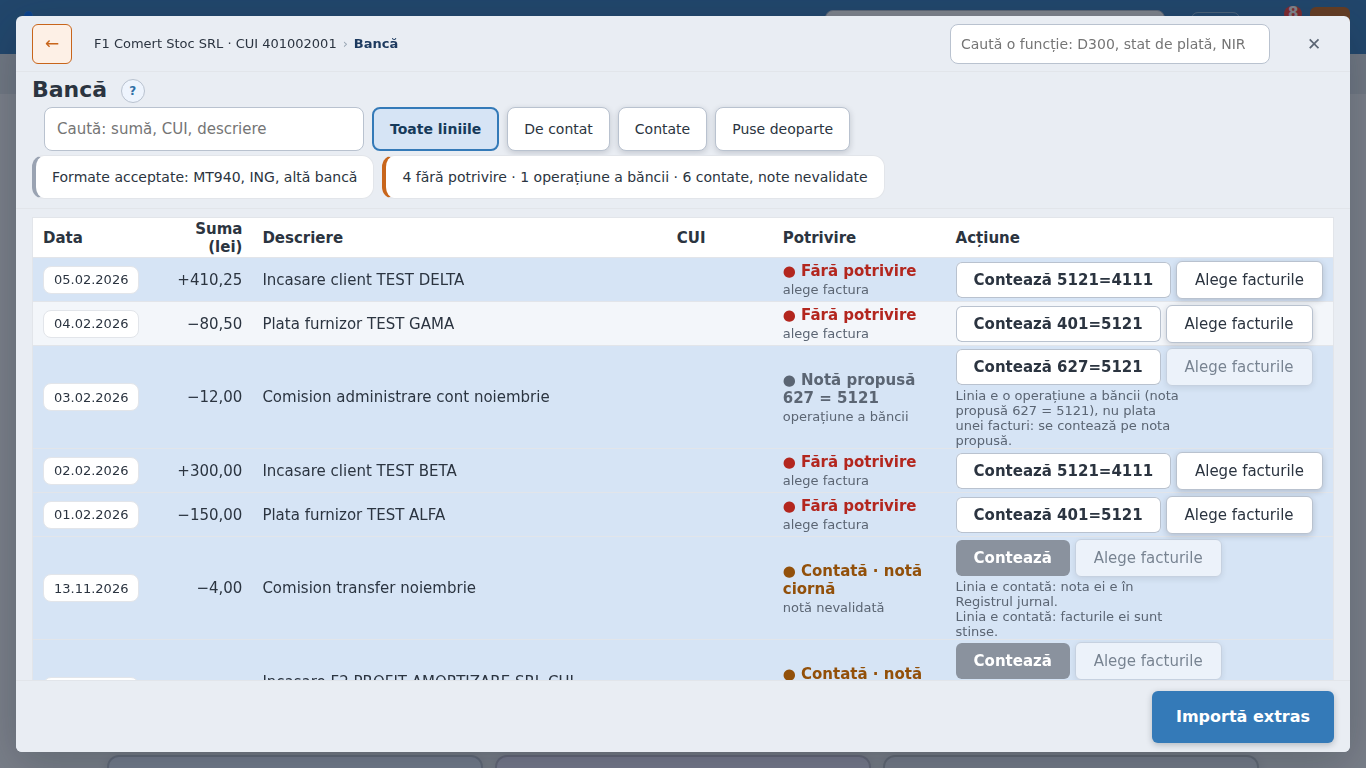 8
←
F1 Comert Stoc SRL · CUI 401002001 › Bancă
Caută o funcție: D300, stat de plată, NIR
✕
Bancă ?
Caută: sumă, CUI, descriere
Toate liniile
De contat
Contate
Puse deoparte
Formate acceptate: MT940, ING, altă bancă
4 fără potrivire · 1 operațiune a băncii · 6 contate, note nevalidate
Data
Suma (lei)
Descriere
CUI
Potrivire
Acțiune
05.02.2026
+410,25
Incasare client TEST DELTA
● Fără potrivire
alege factura
Contează 5121=4111
Alege facturile
04.02.2026
−80,50
Plata furnizor TEST GAMA
● Fără potrivire
alege factura
Contează 401=5121
Alege facturile
03.02.2026
−12,00
Comision administrare cont noiembrie
● Notă propusă
627 = 5121
operațiune a băncii
Contează 627=5121
Alege facturile
Linia e o operațiune a băncii (nota
propusă 627 = 5121), nu plata
unei facturi: se contează pe nota
propusă.
02.02.2026
+300,00
Incasare client TEST BETA
● Fără potrivire
alege factura
Contează 5121=4111
Alege facturile
01.02.2026
−150,00
Plata furnizor TEST ALFA
● Fără potrivire
alege factura
Contează 401=5121
Alege facturile
13.11.2026
−4,00
Comision transfer noiembrie
● Contată · notă
ciornă
notă nevalidată
Contează
Alege facturile
Linia e contată: nota ei e în
Registrul jurnal.
Linia e contată: facturile ei sunt
stinse.
Incasare F2 PROFIT AMORTIZARE SRL CUI
● Contată · notă
Contează
Alege facturile
Importă extras